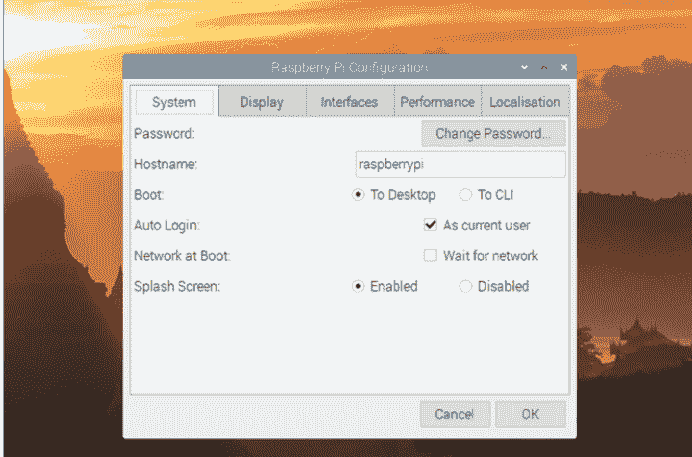 Raspberry Pi Configuration
System Display Interfaces Performance Localisation
Password: Change Password...
Hostname: raspberrypi
Boot: To Desktop To CLI
Auto Login: As current user
Network at Boot: Wait for network
Splash Screen: Enabled Disabled
Cancel OK